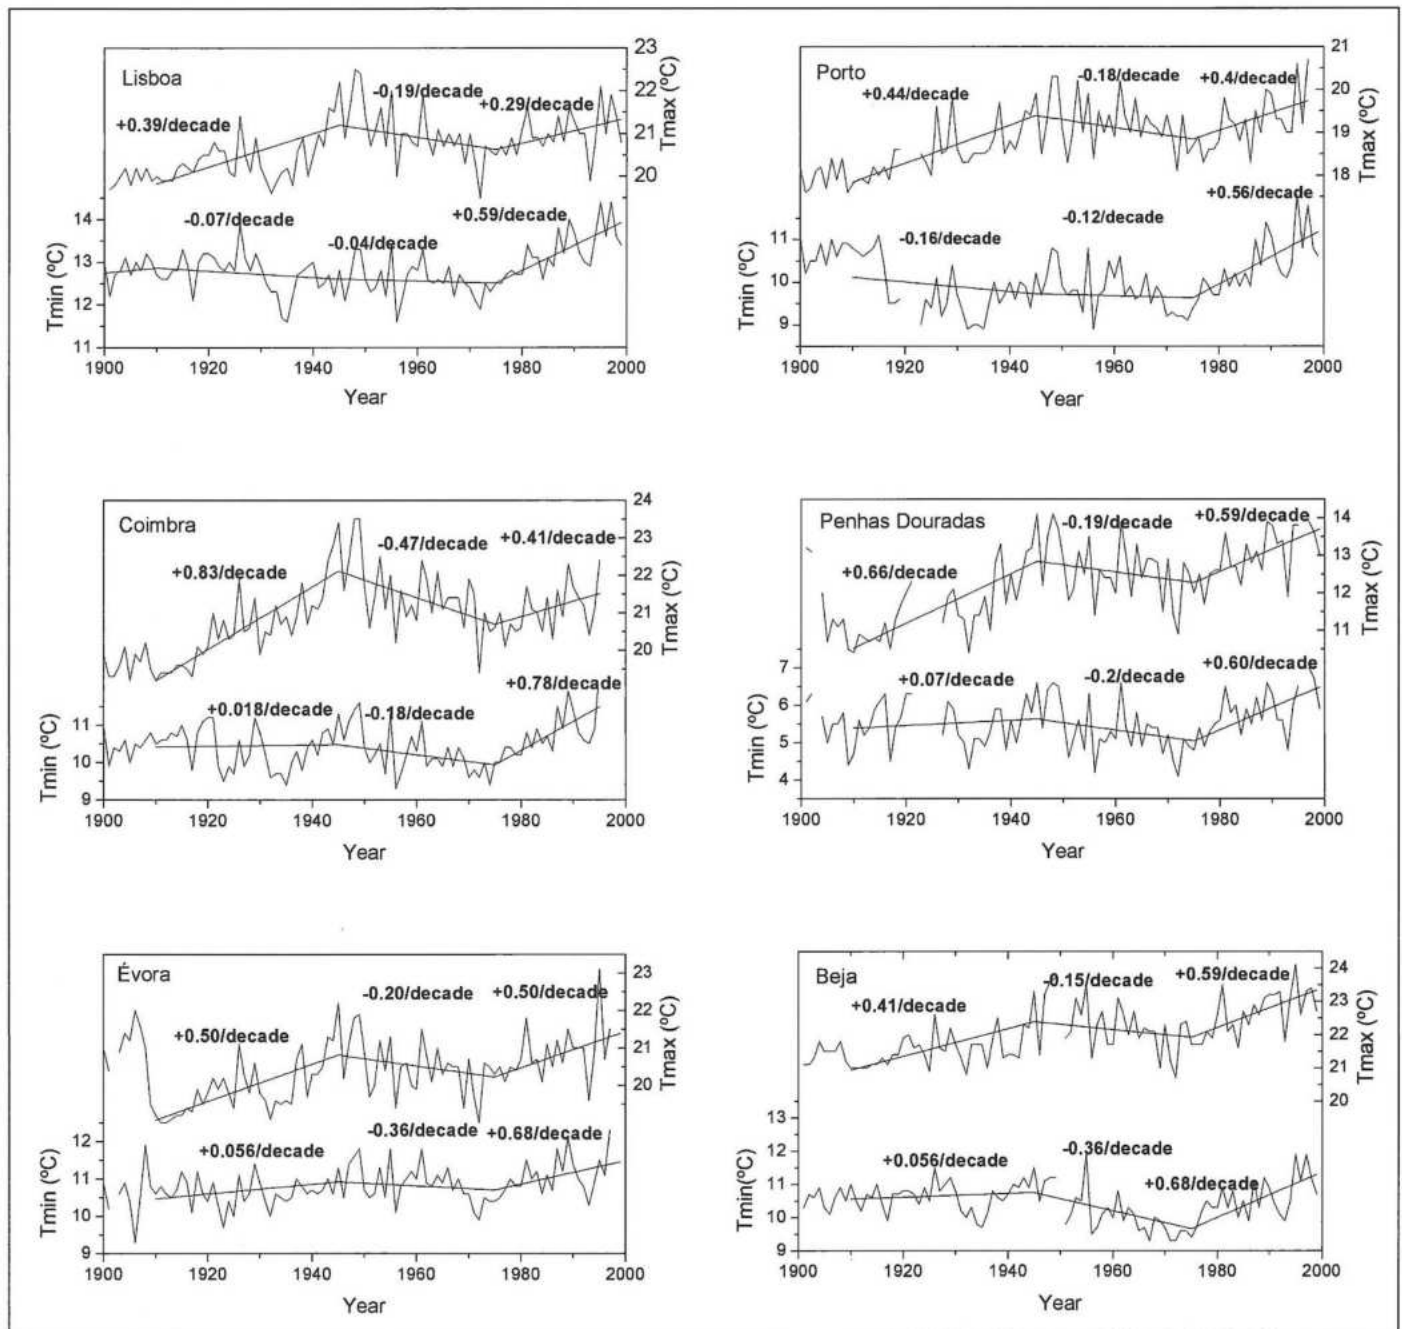 Lisboa
+0.39/decade
-0.19/decade
+0.29/decade
-0.07/decade
-0.04/decade
+0.59/decade
23
22
21
20
Tmax (ºC)
14
13
12
11
Tmin (ºC)
1900 1920 1940 1960 1980 2000
Year
Porto
+0.44/decade
-0.18/decade
+0.4/decade
-0.16/decade
-0.12/decade
+0.56/decade
21
20
19
18
Tmax (ºC)
11
10
9
Tmin (ºC)
1900 1920 1940 1960 1980 2000
Year
Coimbra
+0.83/decade
-0.47/decade
+0.41/decade
+0.018/decade
-0.18/decade
+0.78/decade
24
23
22
21
20
Tmax (ºC)
11
10
9
Tmin (ºC)
1900 1920 1940 1960 1980 2000
Year
Penhas Douradas
+0.66/decade
-0.19/decade
+0.59/decade
+0.07/decade
-0.2/decade
+0.60/decade
14
13
12
11
Tmax (ºC)
7
6
5
4
Tmin (ºC)
1900 1920 1940 1960 1980 2000
Year
Évora
+0.50/decade
-0.20/decade
+0.50/decade
+0.056/decade
-0.36/decade
+0.68/decade
23
22
21
20
Tmax (ºC)
12
11
10
9
Tmin (ºC)
1900 1920 1940 1960 1980 2000
Year
Beja
+0.41/decade
-0.15/decade
+0.59/decade
+0.056/decade
-0.36/decade
+0.68/decade
24
23
22
21
20
Tmax (ºC)
13
12
11
10
9
Tmin(ºC)
1900 1920 1940 1960 1980 2000
Year